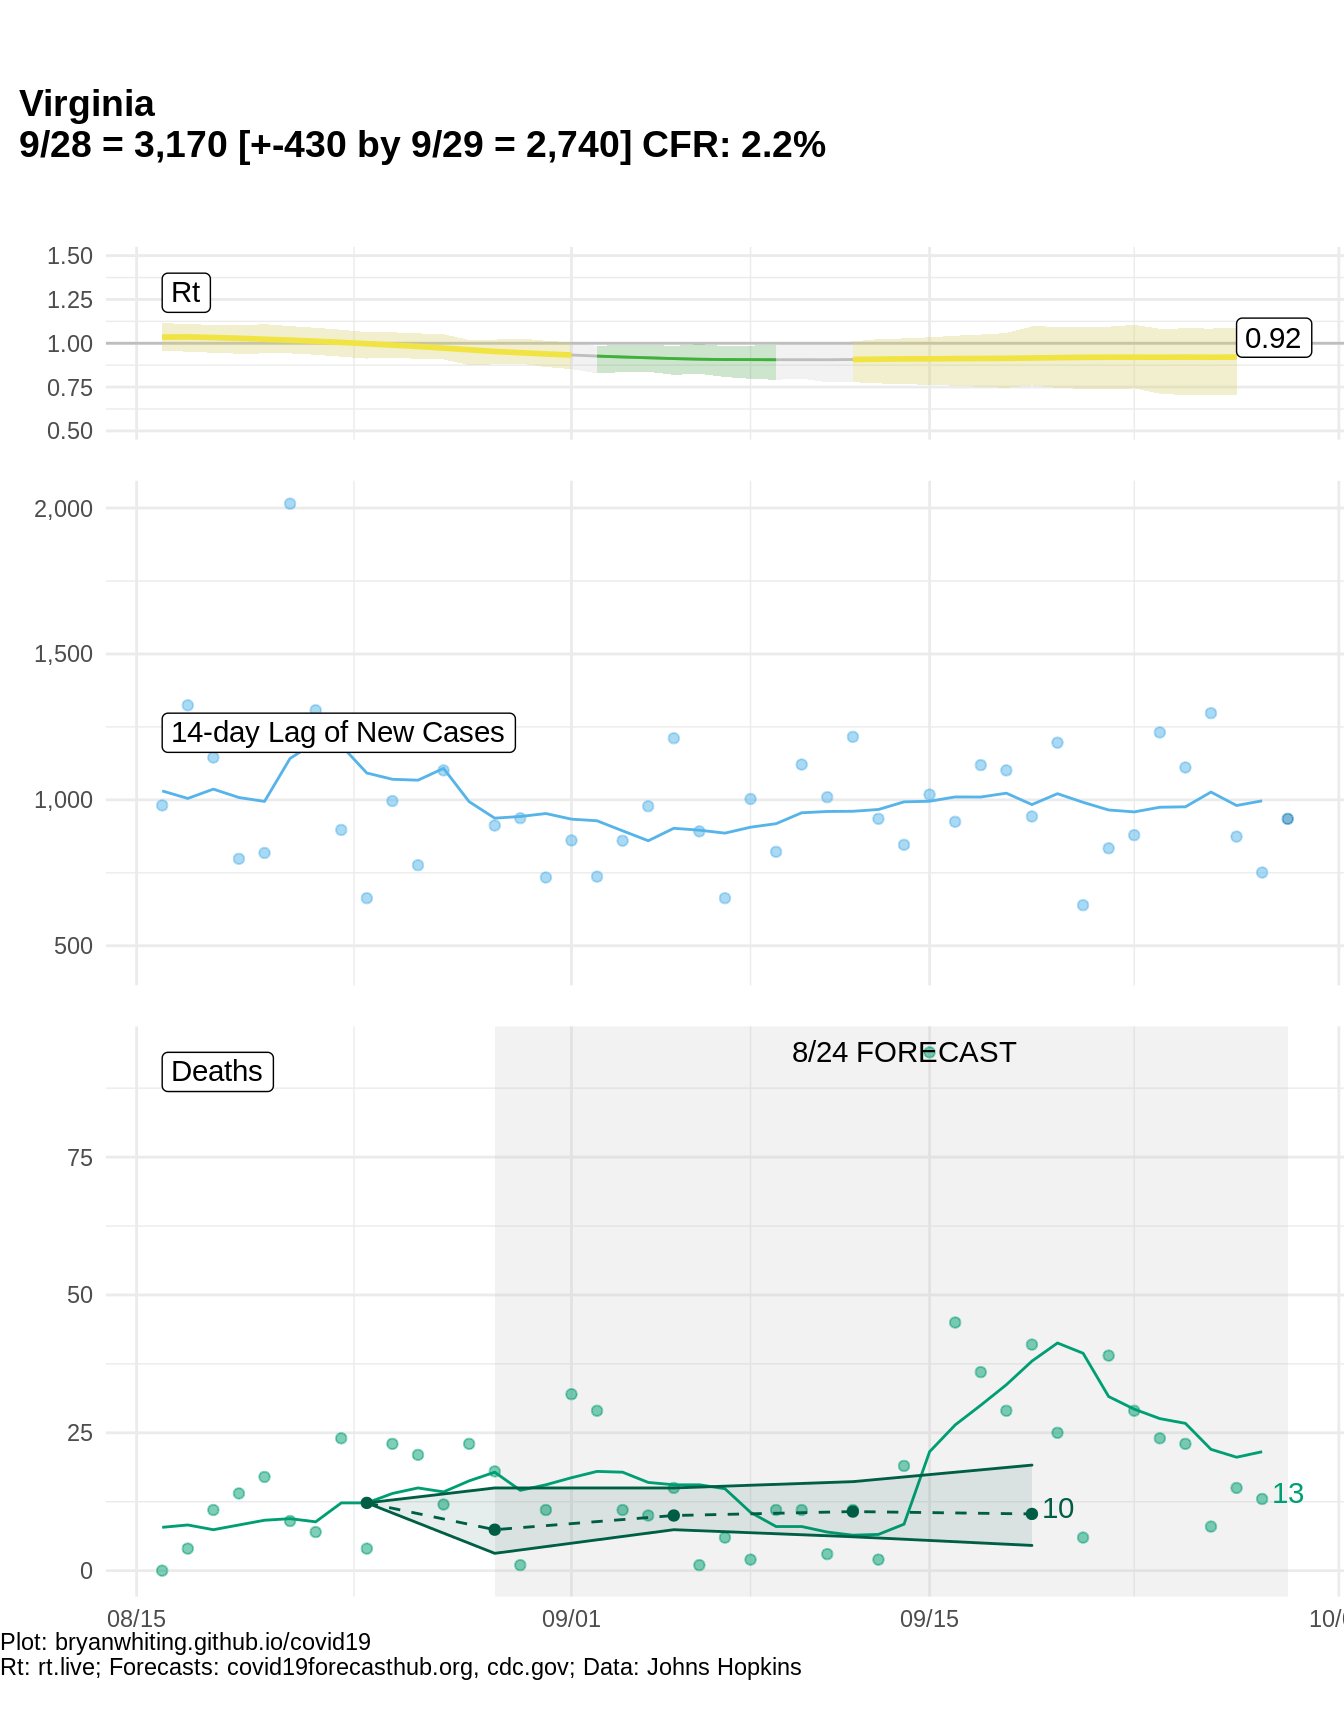 Virginia
9/28 = 3,170 [+-430 by 9/29 = 2,740] CFR: 2.2%
1.50
Rt
1.25
1.00
0.92
0.75
0.50
2,000
1,500
14-day Lag of New Cases
1,000
500
8/24 FORECAST
Deaths
75
50
25
13
10
0
08/15 09/01 09/15
Plot: bryanwhiting.github.io/covid19
Rt: rt.live; Forecasts: covid19forecasthub.org, cdc.gov; Data: Johns Hopkins